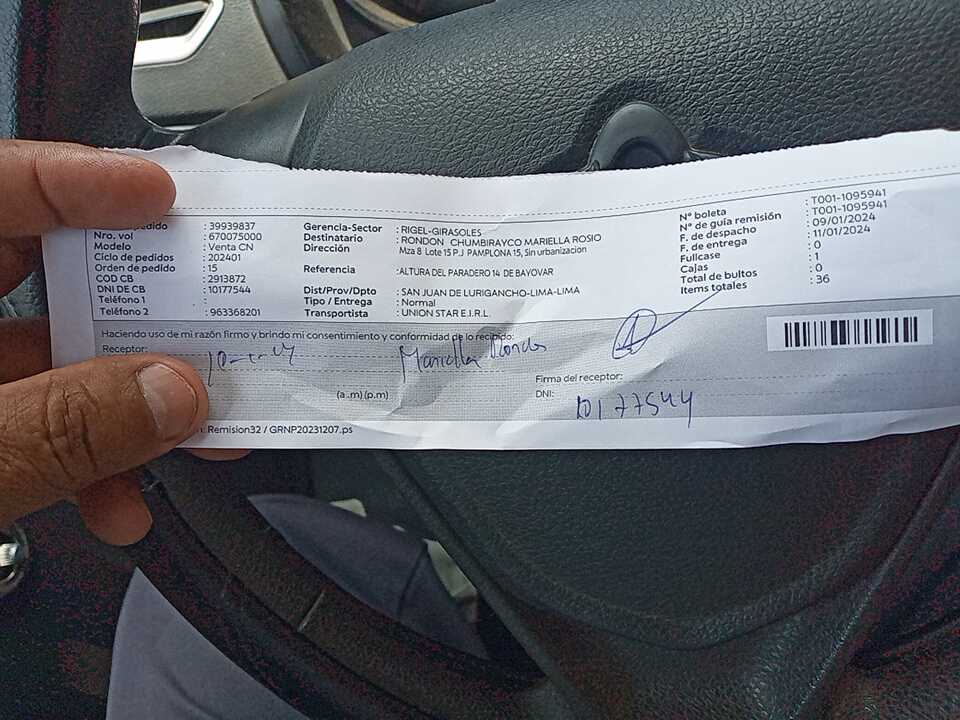 edido : 39939837
Nro. vol : 670075000
Modelo : Venta CN
Ciclo de pedidos : 202401
Orden de pedido : 15
COD CB : 2913872
DNI DE CB : 10177544
Teléfono 1 :
Teléfono 2 : 963368201
Gerencia-Sector : RIGEL-GIRASOLES
Destinatario : RONDON CHUMBIRAYCO MARIELLA ROSIO
Dirección Mza 8 Lote 15 P.J PAMPLONA 15, Sin urbanizacion
Referencia :ALTURA DEL PARADERO 14 DE BAYOVAR
Dist/Prov/Dpto : SAN JUAN DE LURIGANCHO-LIMA-LIMA
Tipo / Entrega : Normal
Transportista : UNION STAR E.I.R.L.
N° boleta : T001-1095941
N° de guía remisión : T001-1095941
F. de despacho : 09/01/2024
F. de entrega : 11/01/2024
Fullcase : 0
Cajas : 1
Total de bultos : 0
Items totales : 36
Haciendo uso de mi razón firmo y brindo mi consentimiento y conformidad de lo recibido:
Receptor:
Mariella
(a .m) (p.m)
Firma del receptor:
DNI: 10177544
n: Remision32 / GRNP20231207.ps